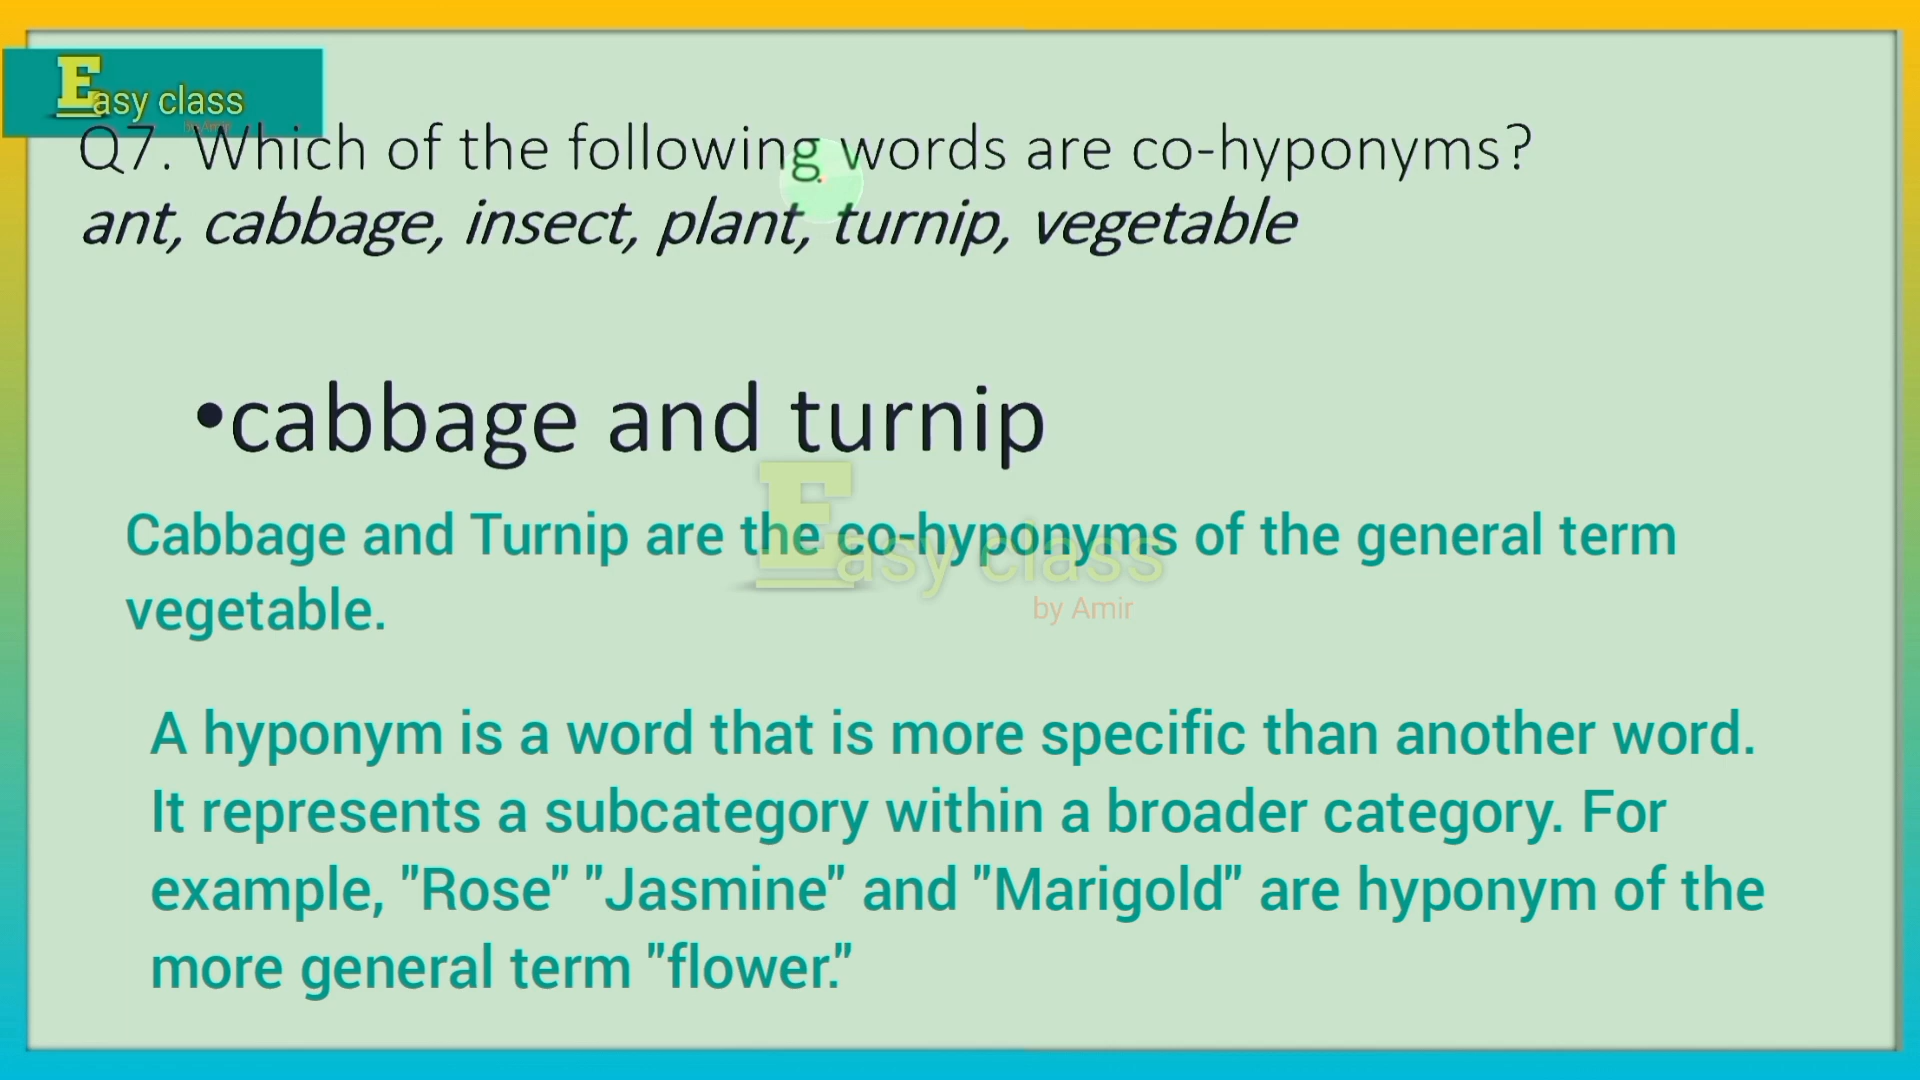 Easy class
by Amir
Q7. Which of the following words are co-hyponyms?
ant, cabbage, insect, plant, turnip, vegetable
•cabbage and turnip
Cabbage and Turnip are the co-hyponyms of the general term
vegetable.
Easy class
by Amir
A hyponym is a word that is more specific than another word.
It represents a subcategory within a broader category. For
example, "Rose" "Jasmine" and "Marigold" are hyponym of the
more general term "flower."